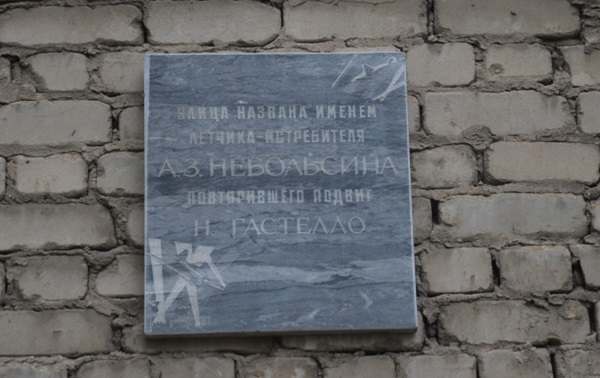 УЛИЦА НАЗВАНА ИМЕНЕМ
ЛЕТЧИКА-ИСТРЕБИТЕЛЯ
А.З. НЕБОЛЬСИНА
ПОВТОРИВШЕГО ПОДВИГ
Н. ГАСТЕЛЛО